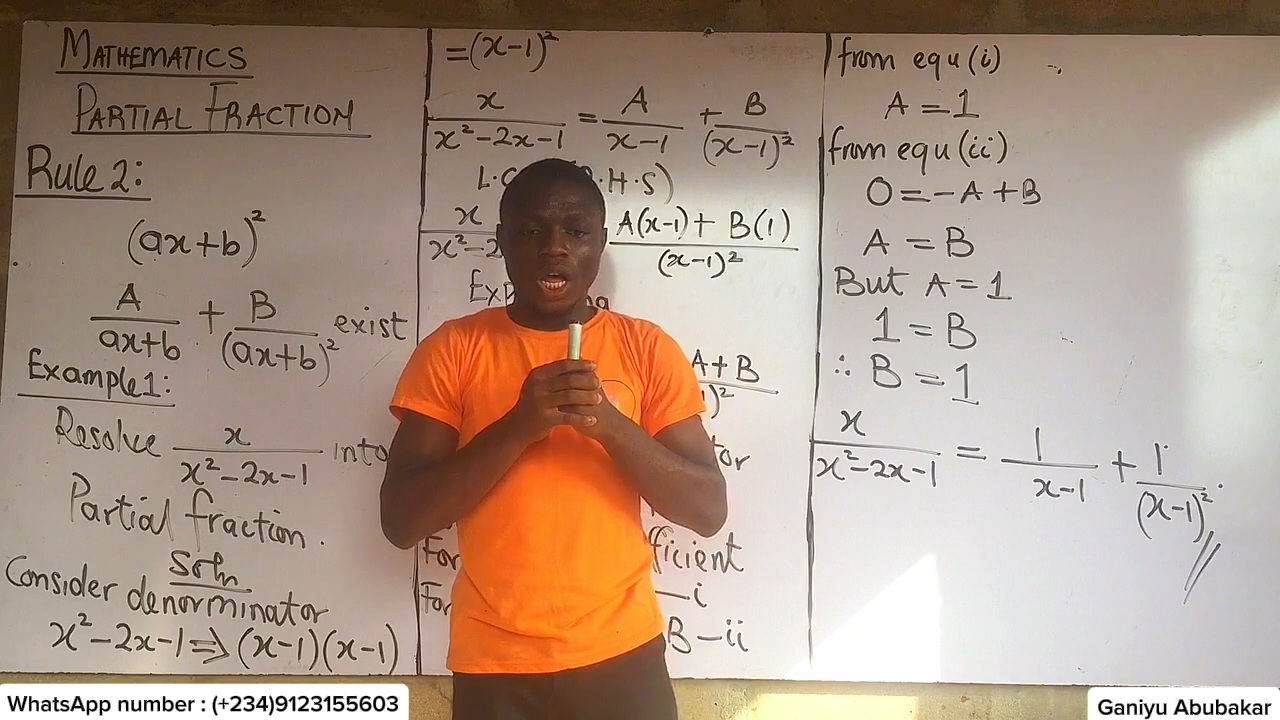 MATHEMATICS
PARTIAL FRACTION
Rule 2:
(ax+b)²
A/(ax+b) + B/(ax+b)² exist
Example 1:
Resolve x/(x²-2x-1) into
Partial fraction.
Soln
Consider denorminator
x²-2x-1 ⇒ (x-1)(x-1)
=(x-1)²
x/(x²-2x-1) = A/(x-1) + B/(x-1)²
H·S)
A(x-1) + B(1)/(x-1)²
A+B
For fficient
For -i
B-ii
from equ(i)
A = 1
from equ(ii)
0 = -A + B
A = B
But A = 1
1 = B
∴ B = 1
x/(x²-2x-1) = 1/(x-1) + 1/(x-1)².
WhatsApp number : (+234)9123155603
Ganiyu Abubakar